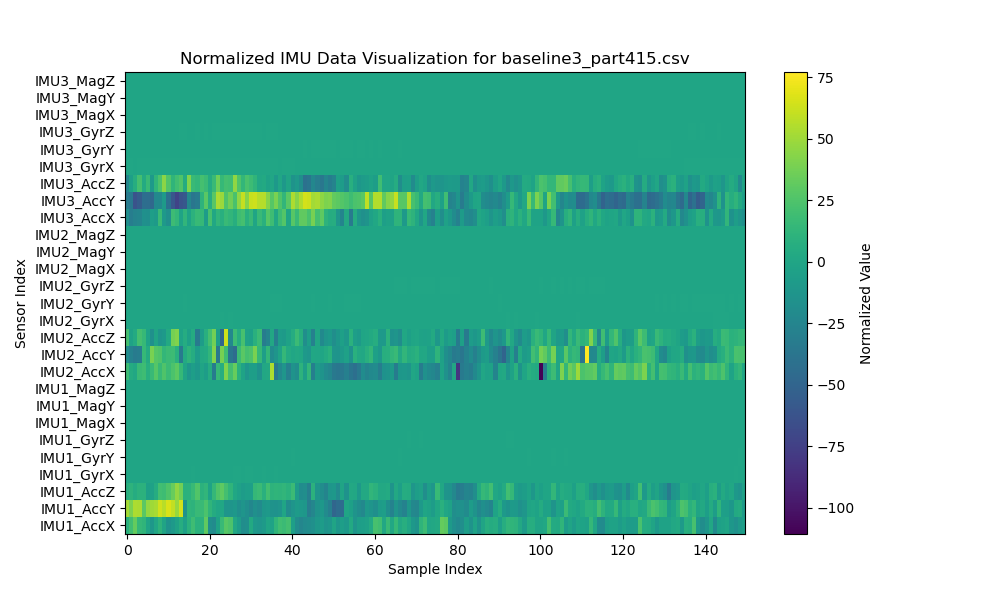 Normalized IMU Data Visualization for baseline3_part415.csv
IMU3_MagZ
IMU3_MagY
IMU3_MagX
IMU3_GyrZ
IMU3_GyrY
IMU3_GyrX
IMU3_AccZ
IMU3_AccY
IMU3_AccX
IMU2_MagZ
IMU2_MagY
IMU2_MagX
IMU2_GyrZ
IMU2_GyrY
IMU2_GyrX
IMU2_AccZ
IMU2_AccY
IMU2_AccX
IMU1_MagZ
IMU1_MagY
IMU1_MagX
IMU1_GyrZ
IMU1_GyrY
IMU1_GyrX
IMU1_AccZ
IMU1_AccY
IMU1_AccX
Sensor Index
0 20 40 60 80 100 120 140
Sample Index
75
50
25
0
−25
−50
−75
−100
Normalized Value